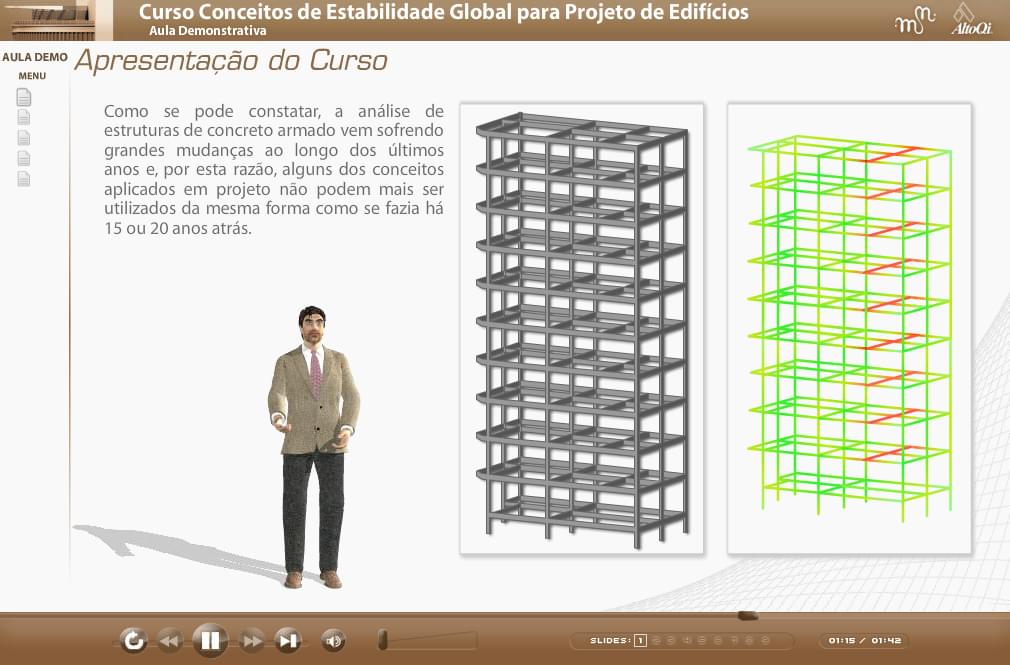 Curso Conceitos de Estabilidade Global para Projeto de Edifícios
Aula Demonstrativa
AltoQi
AULA DEMO
MENU
Apresentação do Curso
Como se pode constatar, a análise de
estruturas de concreto armado vem sofrendo
grandes mudanças ao longo dos últimos
anos e, por esta razão, alguns dos conceitos
aplicados em projeto não podem mais ser
utilizados da mesma forma como se fazia há
15 ou 20 anos atrás.
SLIDES: 1
01:15 / 01:42